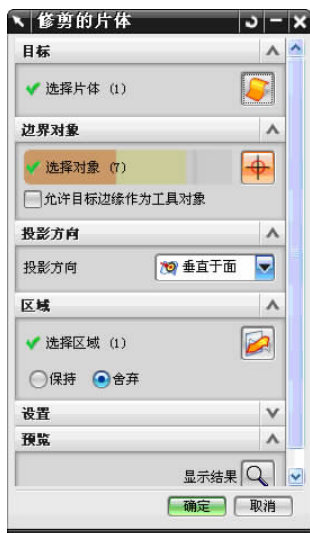 修剪的片体
目标
选择片体 (1)
边界对象
选择对象 (7)
允许目标边缘作为工具对象
投影方向
投影方向 垂直于面
区域
选择区域 (1)
保持 舍弃
设置
预览
显示结果
确定 取消